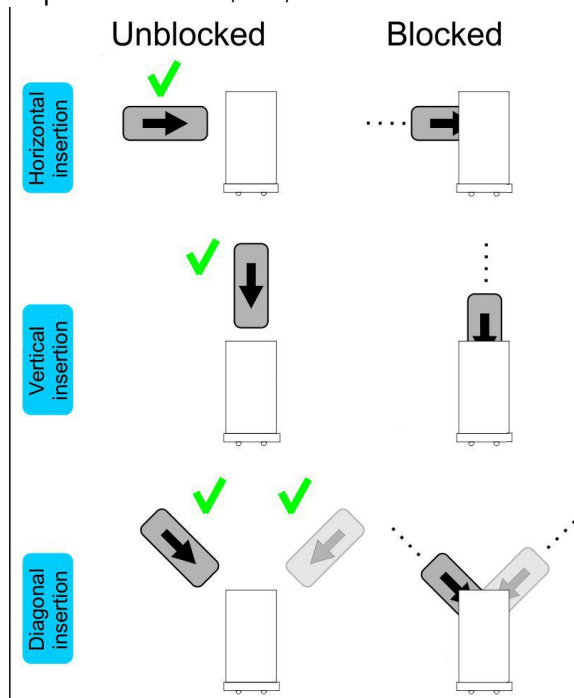 Unblocked Blocked
Horizontal
insertion
Vertical
insertion
Diagonal
insertion